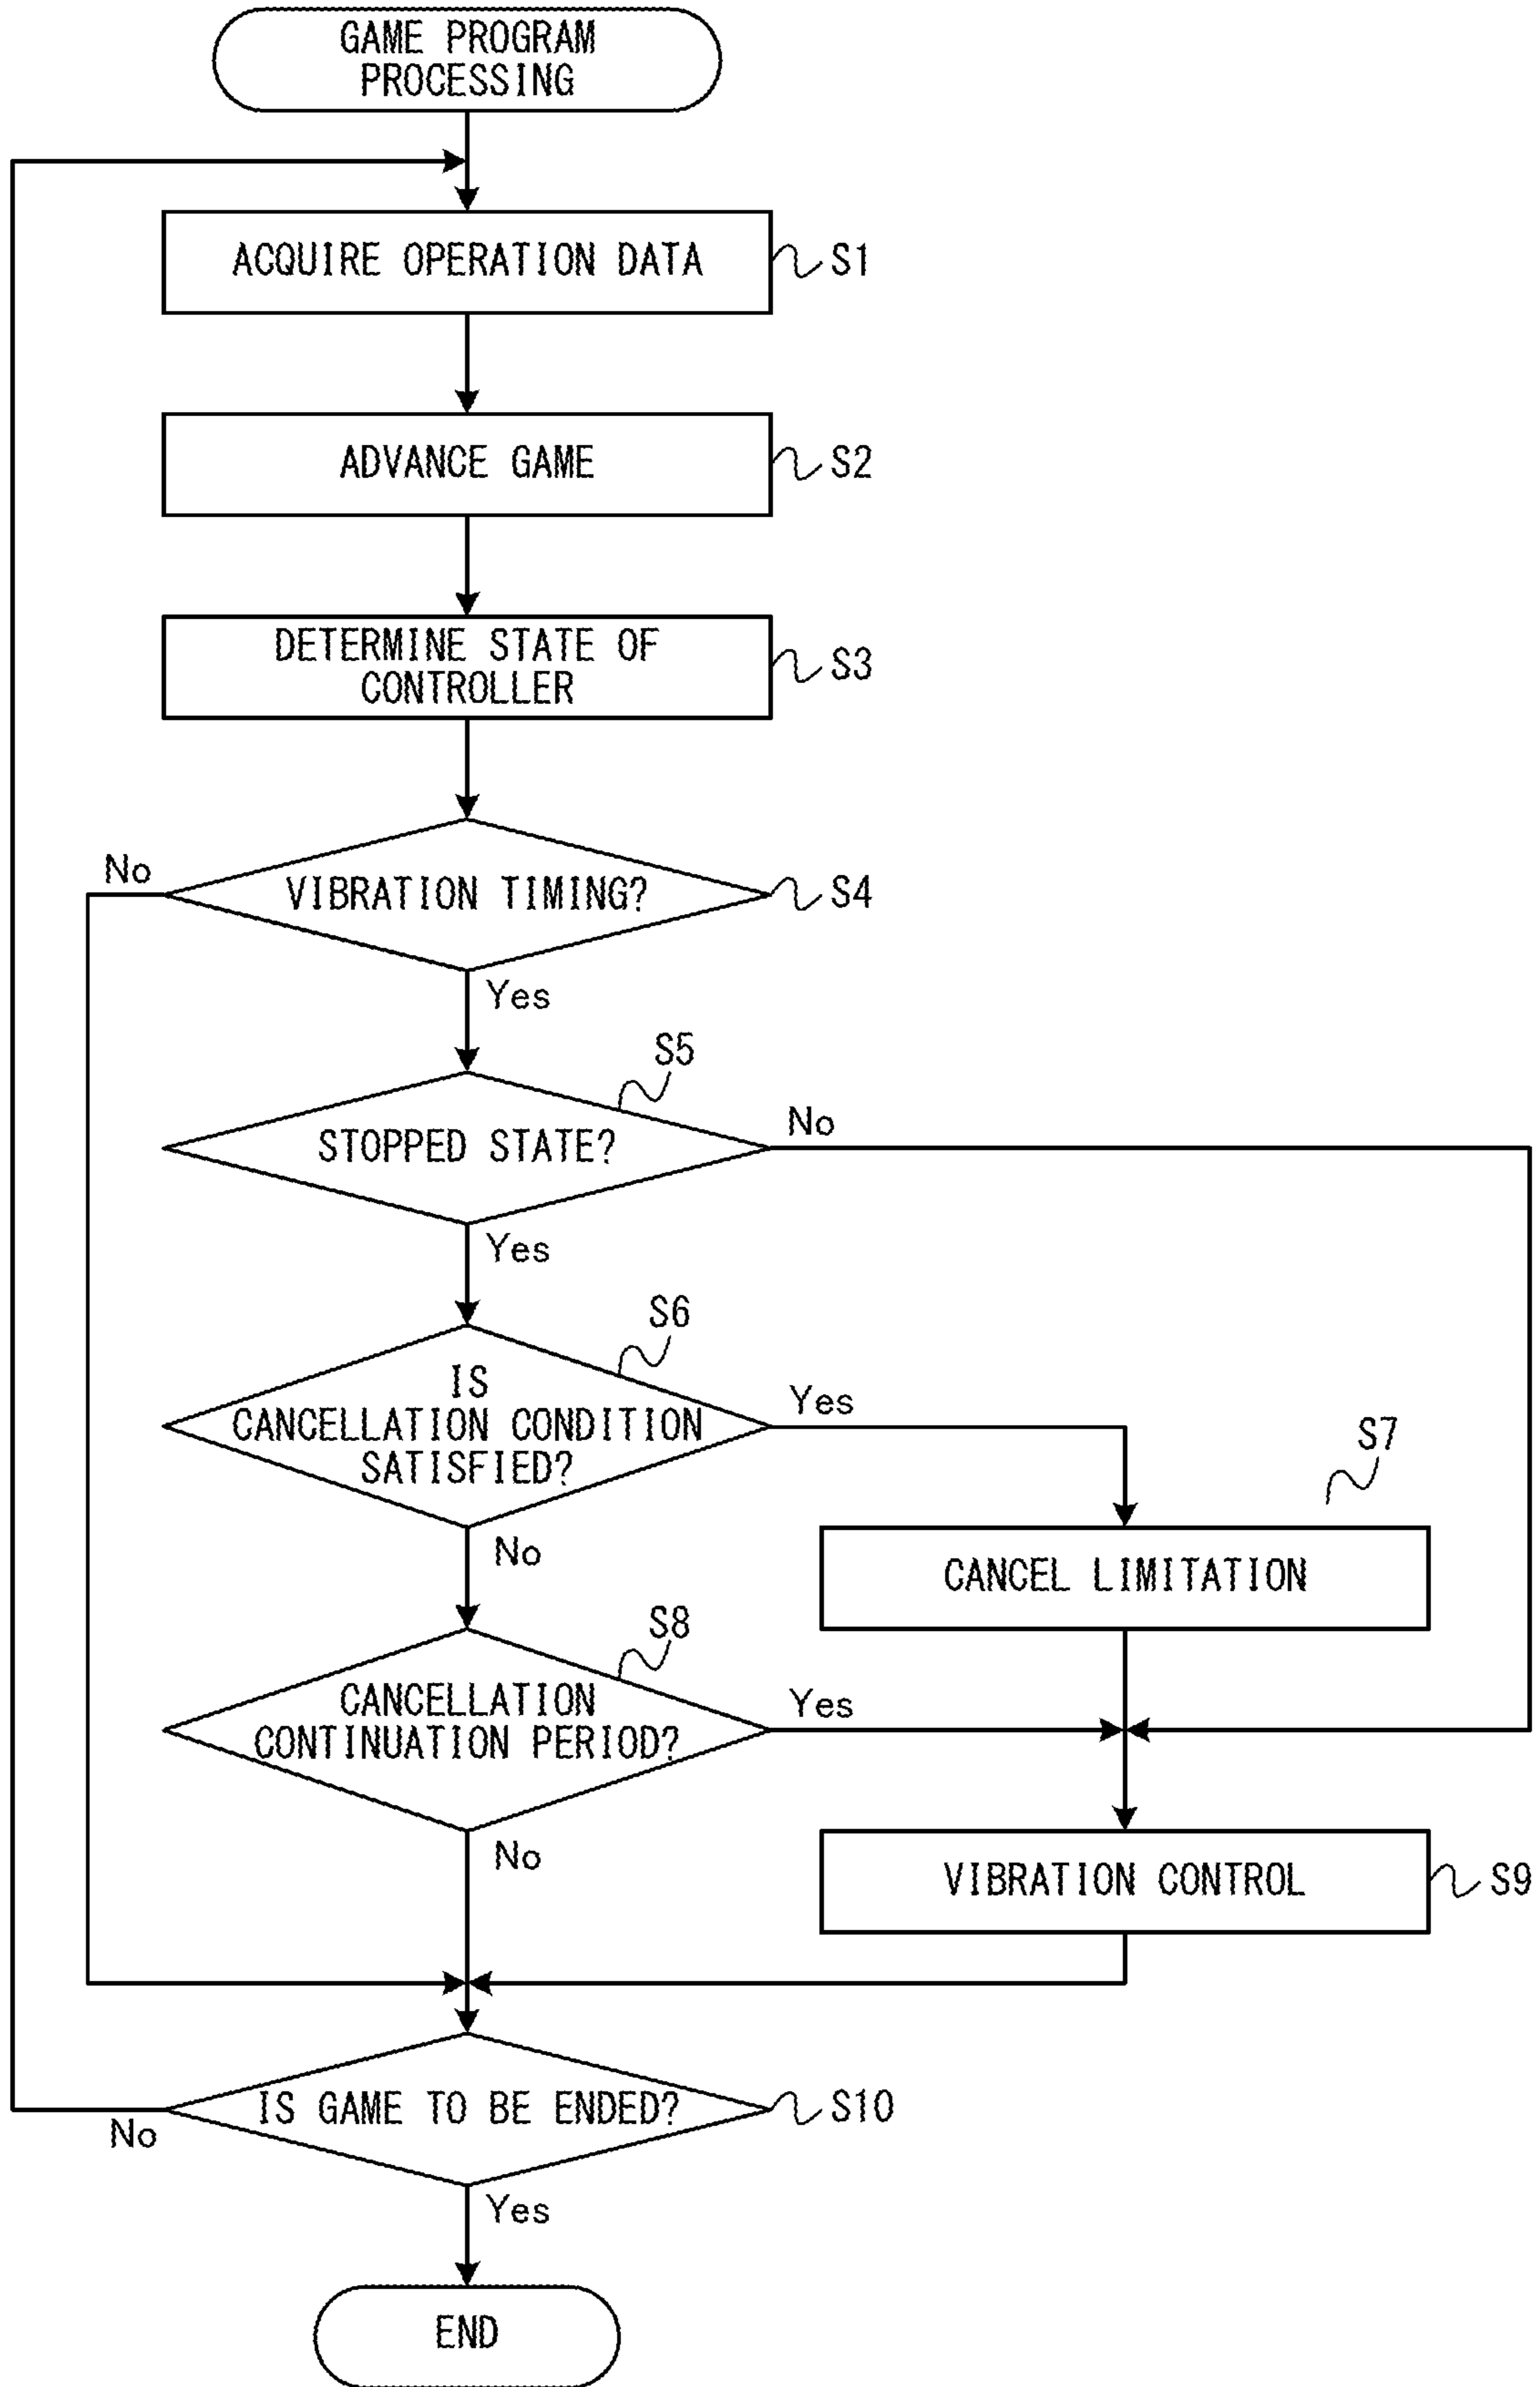 GAME PROGRAM
PROCESSING
ACQUIRE OPERATION DATA
S1
ADVANCE GAME
S2
DETERMINE STATE OF
CONTROLLER
S3
No
VIBRATION TIMING?
S4
Yes
S5
STOPPED STATE?
No
Yes
S6
IS
CANCELLATION CONDITION
SATISFIED?
Yes
S7
No
CANCEL LIMITATION
S8
CANCELLATION
CONTINUATION PERIOD?
Yes
No
VIBRATION CONTROL
S9
IS GAME TO BE ENDED?
S10
No
Yes
END